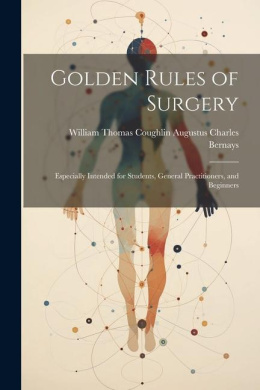 Golden Rules of
Surgery
William Thomas Coughlin Augustus Charles
Bernays
Especially Intended for Students, General Practitioners, and
Beginners